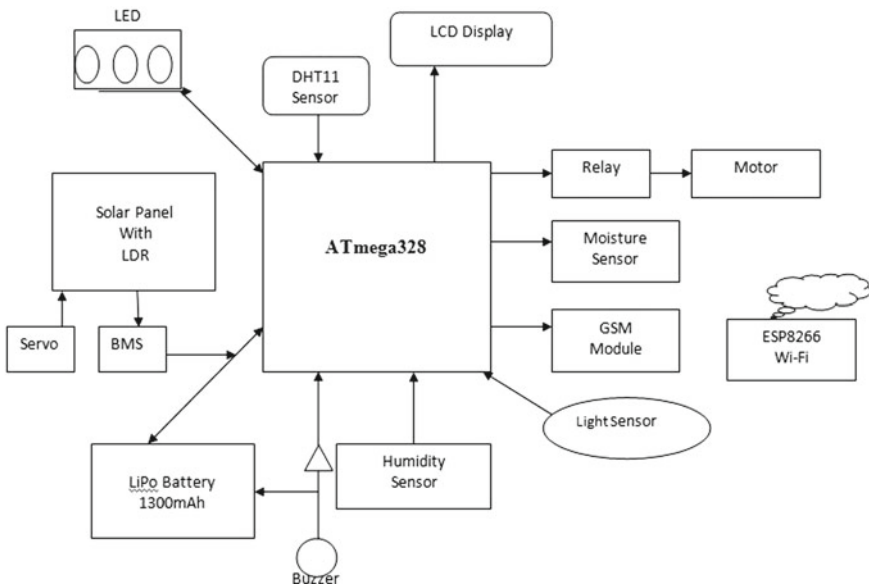 LED
LCD Display
DHT11
Sensor
Relay
Motor
Solar Panel
With
LDR
ATmega328
Moisture
Sensor
Servo
BMS
GSM
Module
ESP8266
Wi-Fi
Light Sensor
LiPo Battery
1300mAh
Humidity
Sensor
Buzzer